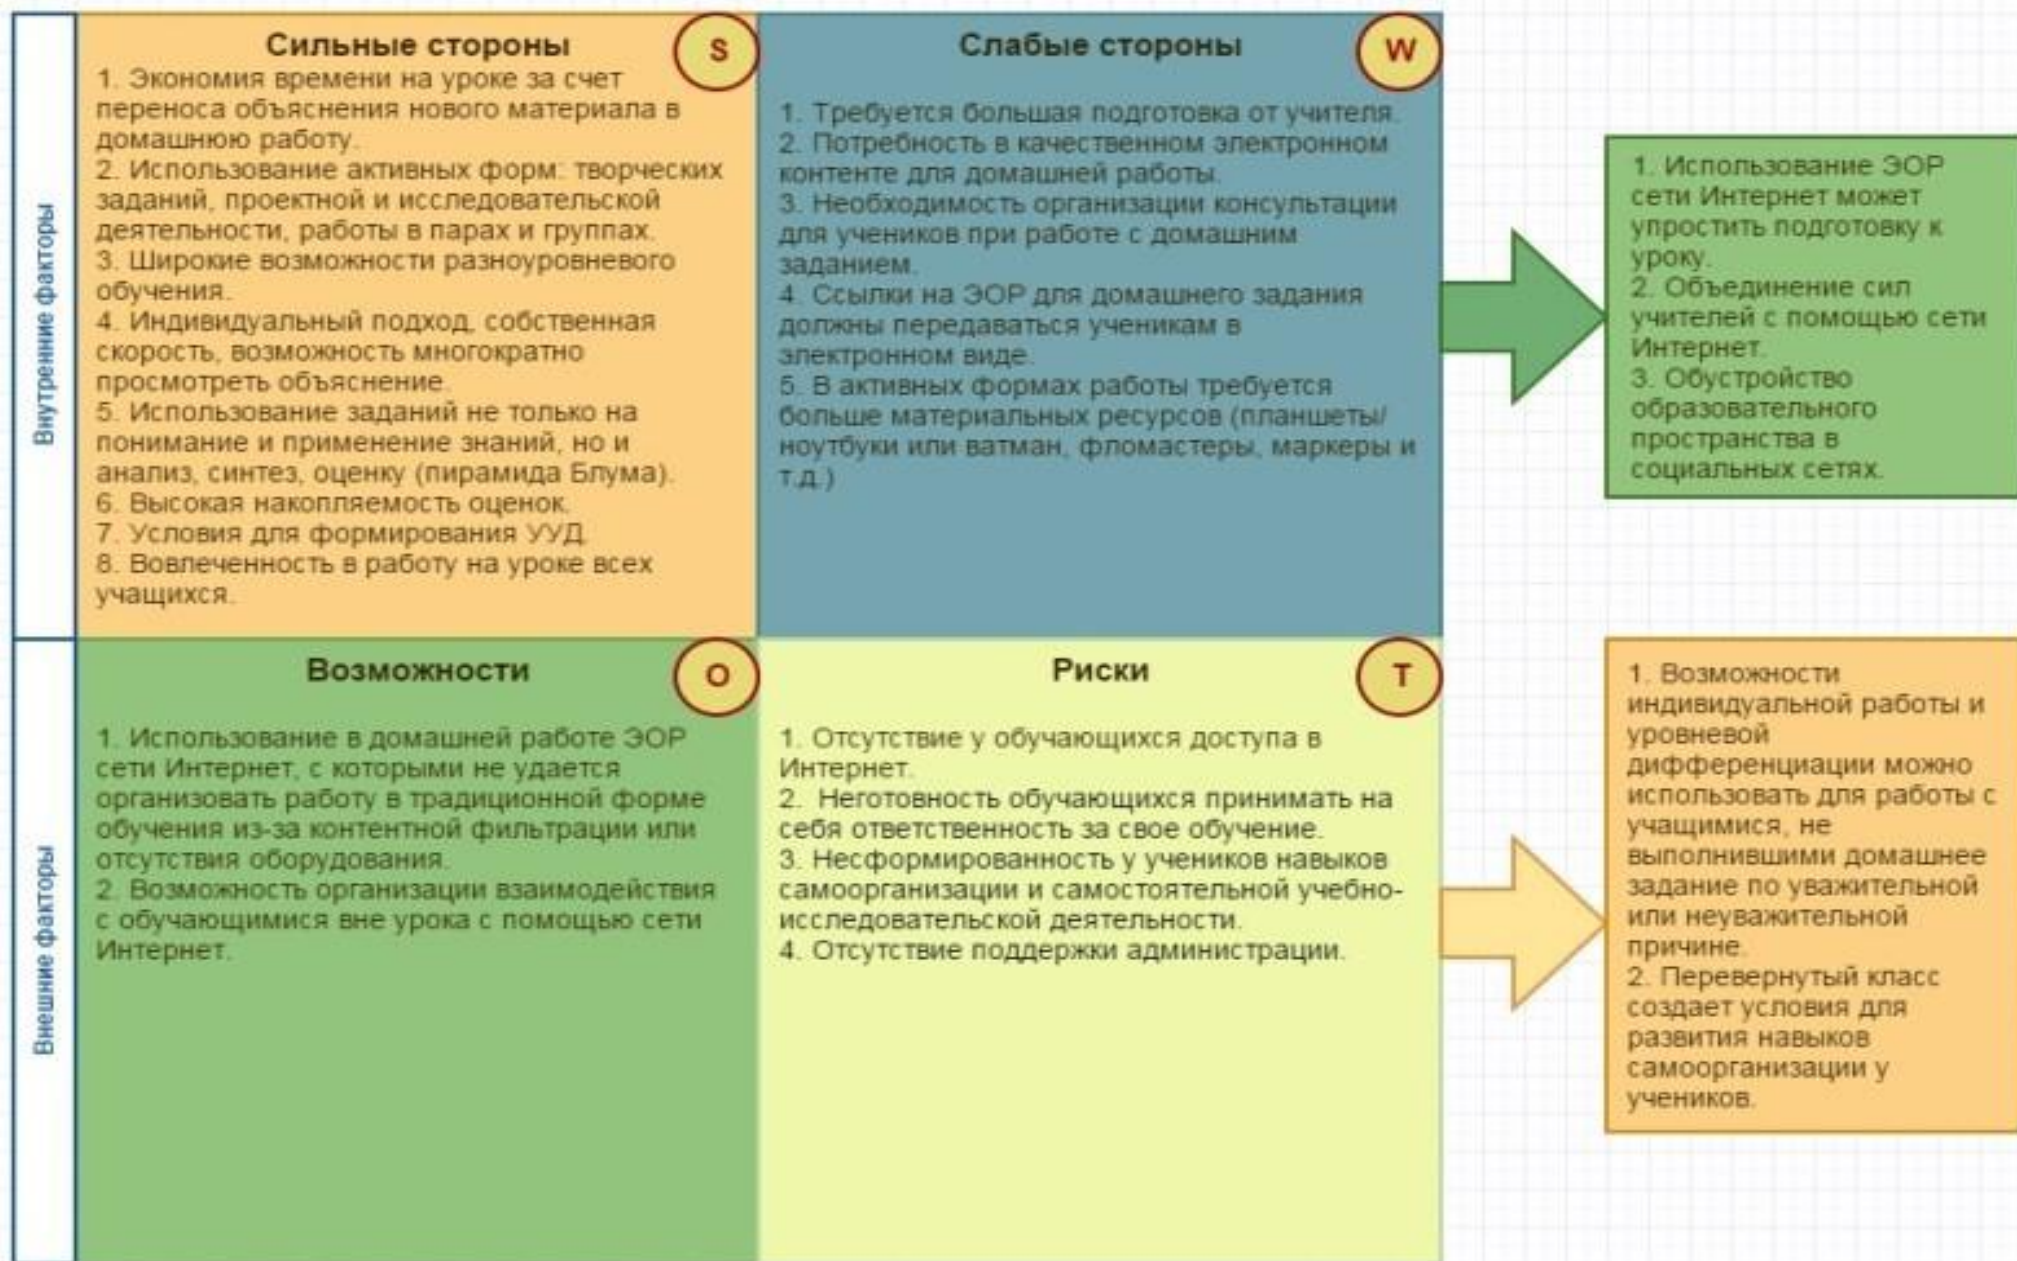 Внутренние факторы
Сильные стороны
S
1. Экономия времени на уроке за счет
переноса объяснения нового материала в
домашнюю работу.
2. Использование активных форм: творческих
заданий, проектной и исследовательской
деятельности, работы в парах и группах.
3. Широкие возможности разноуровневого
обучения.
4. Индивидуальный подход, собственная
скорость, возможность многократно
просмотреть объяснение.
5. Использование заданий не только на
понимание и применение знаний, но и
анализ, синтез, оценку (пирамида Блума).
6. Высокая накопляемость оценок.
7. Условия для формирования УУД.
8. Вовлеченность в работу на уроке всех
учащихся.
Слабые стороны
W
1. Требуется большая подготовка от учителя.
2. Потребность в качественном электронном
контенте для домашней работы.
3. Необходимость организации консультации
для учеников при работе с домашним
заданием.
4. Ссылки на ЭОР для домашнего задания
должны передаваться ученикам в
электронном виде.
5. В активных формах работы требуется
больше материальных ресурсов (планшеты/
ноутбуки или ватман, фломастеры, маркеры и
т.д.)
1. Использование ЭОР
сети Интернет может
упростить подготовку к
уроку.
2. Объединение сил
учителей с помощью сети
Интернет.
3. Обустройство
образовательного
пространства в
социальных сетях.
Внешние факторы
Возможности
O
1. Использование в домашней работе ЭОР
сети Интернет, с которыми не удается
организовать работу в традиционной форме
обучения из-за контентной фильтрации или
отсутствия оборудования.
2. Возможность организации взаимодействия
с обучающимися вне урока с помощью сети
Интернет.
Риски
T
1. Отсутствие у обучающихся доступа в
Интернет.
2. Неготовность обучающихся принимать на
себя ответственность за свое обучение.
3. Несформированность у учеников навыков
самоорганизации и самостоятельной учебно-
исследовательской деятельности.
4. Отсутствие поддержки администрации.
1. Возможности
индивидуальной работы и
уровневой
дифференциации можно
использовать для работы с
учащимися, не
выполнившими домашнее
задание по уважительной
или неуважительной
причине.
2. Перевернутый класс
создает условия для
развития навыков
самоорганизации у
учеников.